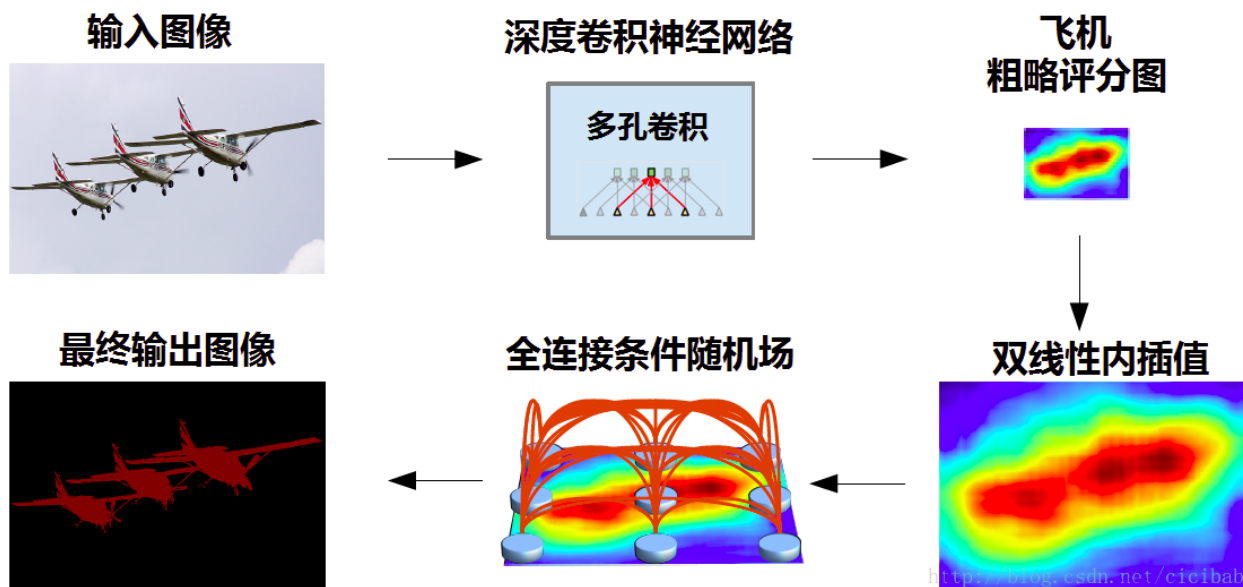 输入图像
深度卷积神经网络
飞机
粗略评分图
多孔卷积
最终输出图像
全连接条件随机场
双线性内插值
http://blog.csdn.net/cicibab